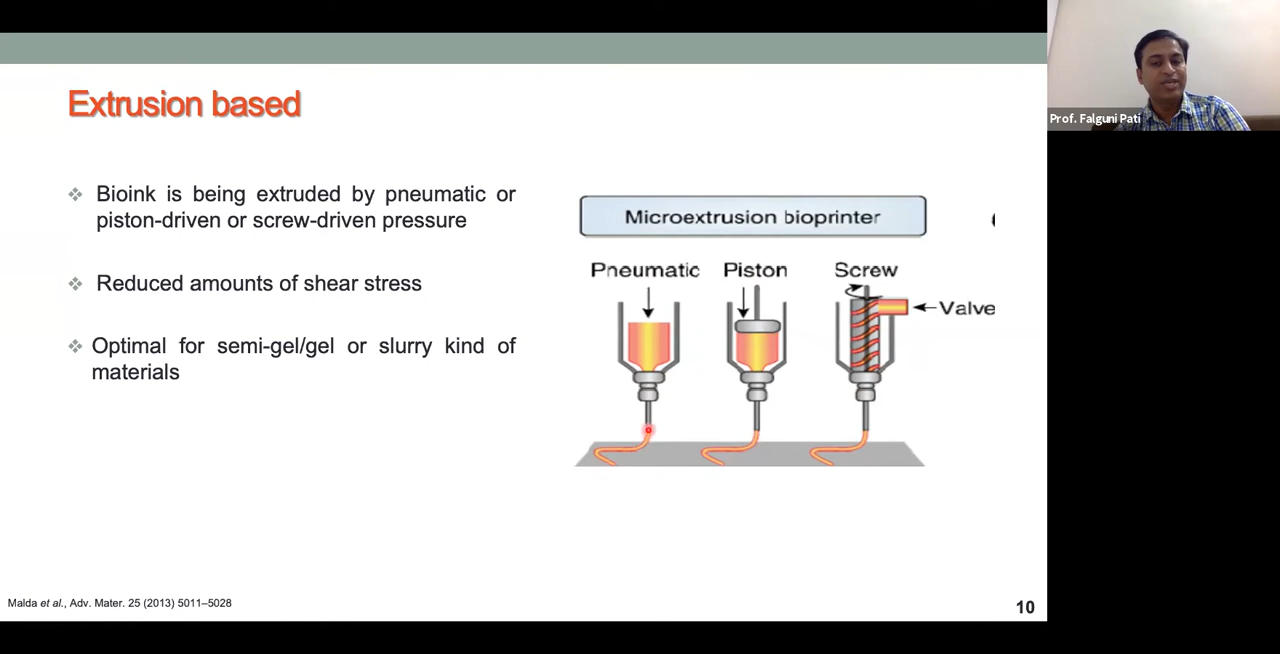 Extrusion based
Bioink is being extruded by pneumatic or
piston-driven or screw-driven pressure
Reduced amounts of shear stress
Optimal for semi-gel/gel or slurry kind of
materials
Microextrusion bioprinter
Pneumatic Piston Screw
Valve
Malda et al., Adv. Mater. 25 (2013) 5011–5028
10
Prof. Falguni Pati